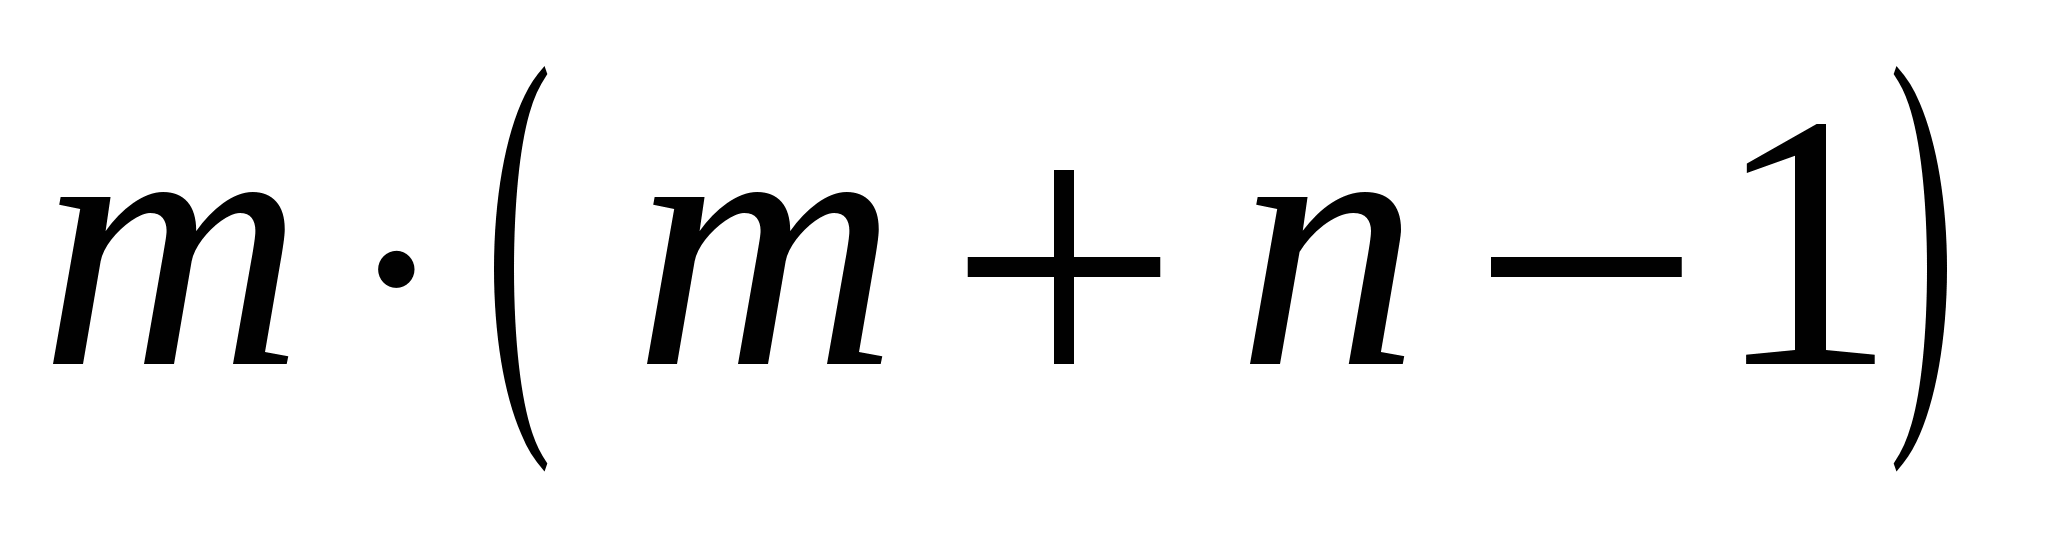 m · ( m + n − 1)